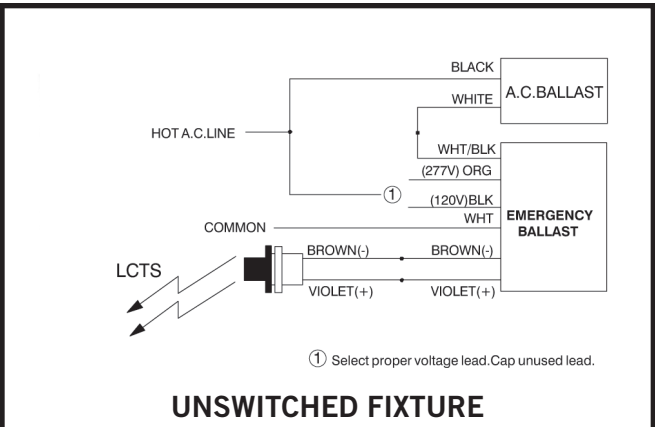 BLACK
A.C.BALLAST
WHITE
HOT A.C.LINE
WHT/BLK
(277V) ORG
①
(120V)BLK
WHT
EMERGENCY
BALLAST
COMMON
BROWN(-) BROWN(-)
LCTS
VIOLET(+) VIOLET(+)
① Select proper voltage lead.Cap unused lead.
UNSWITCHED FIXTURE